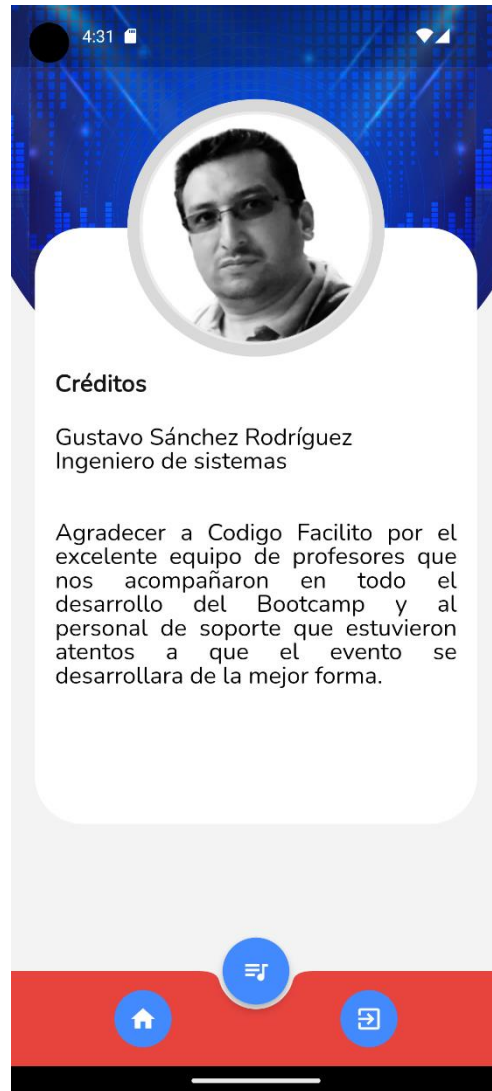 4:31
Créditos
Gustavo Sánchez Rodríguez
Ingeniero de sistemas
Agradecer a Codigo Facilito por el
excelente equipo de profesores que
nos acompañaron en todo el
desarrollo del Bootcamp y al
personal de soporte que estuvieron
atentos a que el evento se
desarrollara de la mejor forma.